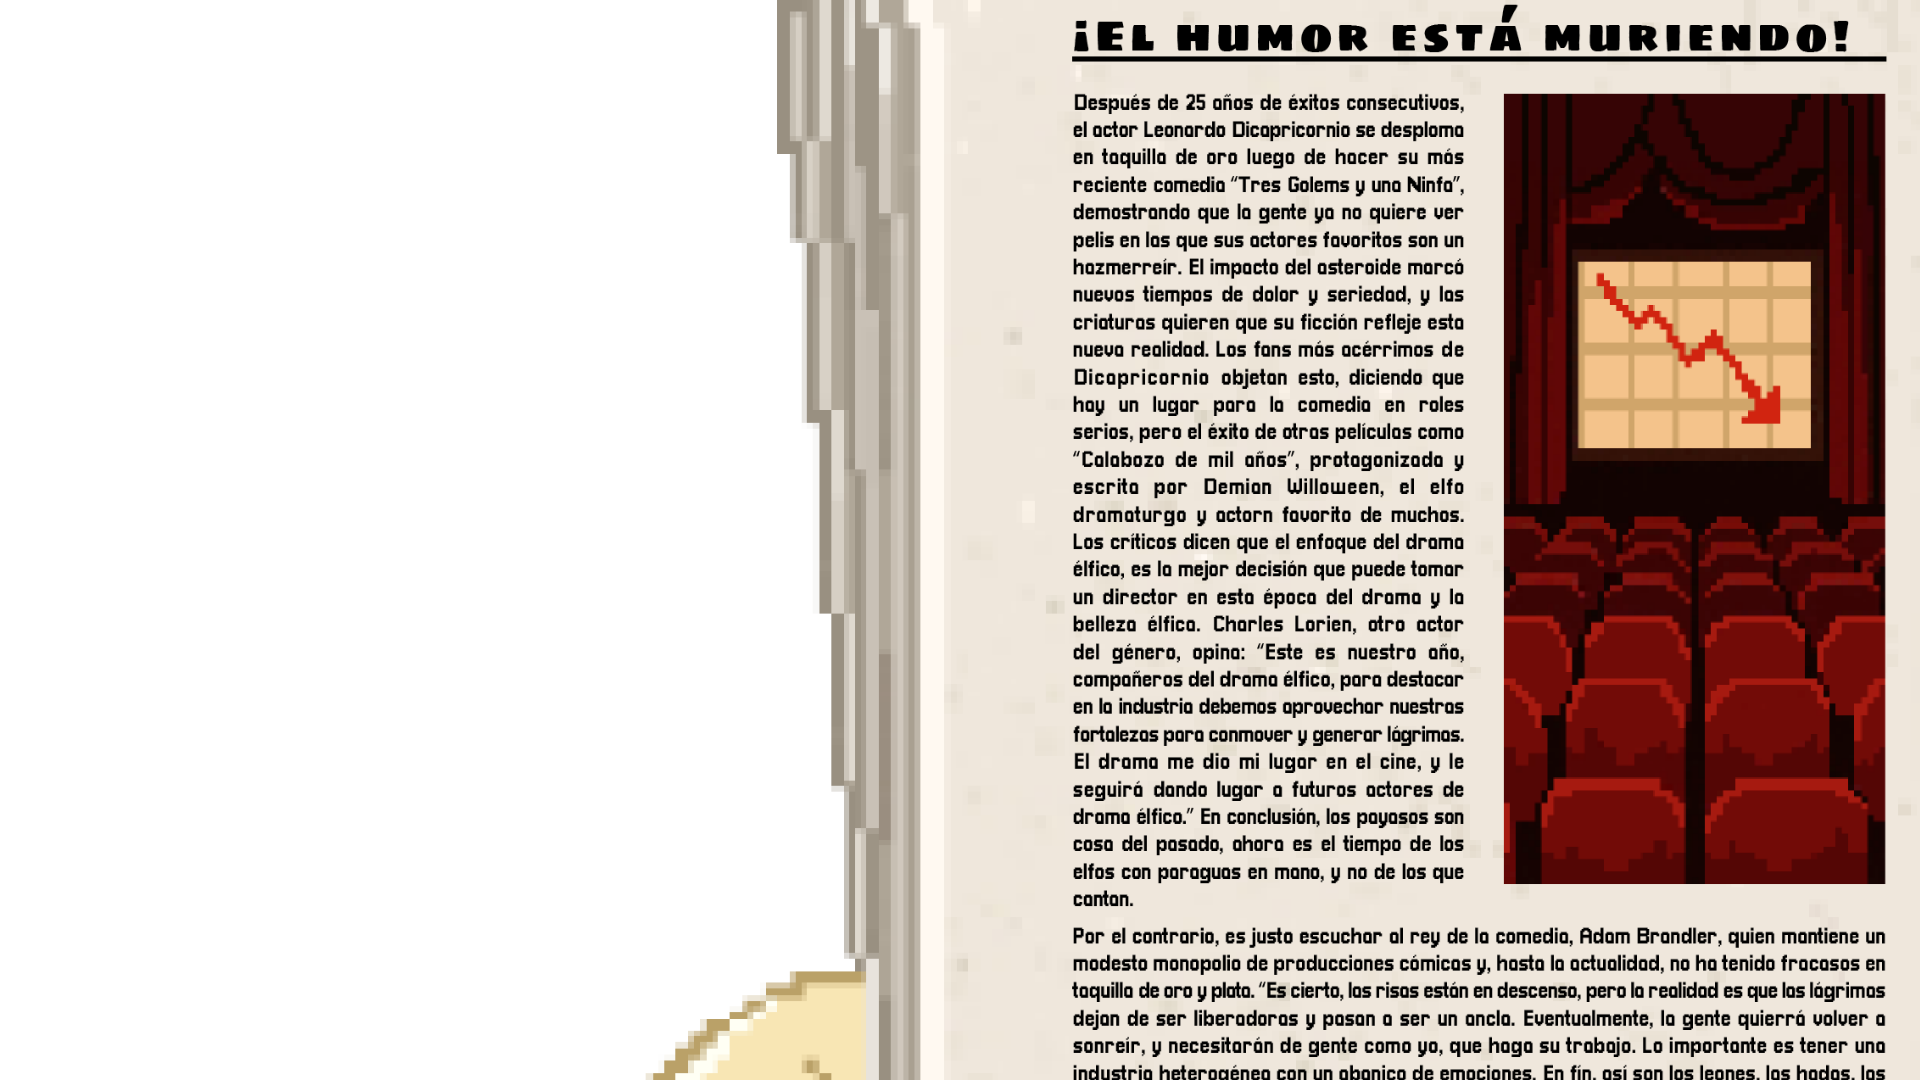 ¡El humor está muriendo!
Después de 25 años de éxitos consecutivos,
el actor Leonardo Dicapricornio se desploma
en taquilla de oro luego de hacer su más
reciente comedia "Tres Golems y una Ninfa",
demostrando que la gente ya no quiere ver
pelis en las que sus actores favoritos son un
hazmerreír. El impacto del asteroide marcó
nuevos tiempos de dolor y seriedad, y las
criaturas quieren que su ficción refleje esta
nueva realidad. Los fans más acérrimos de
Dicapricornio objetan esto, diciendo que
hay un lugar para la comedia en roles
serios, pero el éxito de otras películas como
"Calabozo de mil años", protagonizada y
escrita por Demian Willoween, el elfo
dramaturgo y actorn favorito de muchos.
Los críticos dicen que el enfoque del drama
élfico, es la mejor decisión que puede tomar
un director en esta época del drama y la
belleza élfica. Charles Lorien, otro actor
del género, opina: "Este es nuestro año,
compañeros del drama élfico, para destacar
en la industria debemos aprovechar nuestras
fortalezas para conmover y generar lágrimas.
El drama me dio mi lugar en el cine, y le
seguirá dando lugar a futuros actores de
drama élfico." En conclusión, los payasos son
cosa del pasado, ahora es el tiempo de los
elfos con paraguas en mano, y no de los que
cantan.
Por el contrario, es justo escuchar al rey de la comedia, Adam Brandler, quien mantiene un
modesto monopolio de producciones cómicas y, hasta la actualidad, no ha tenido fracasos en
taquilla de oro y plata. "Es cierto, las risas están en descenso, pero la realidad es que las lágrimas
dejan de ser liberadoras y pasan a ser un ancla. Eventualmente, la gente querrá volver a
sonreír, y necesitarán de gente como yo, que haga su trabajo. Lo importante es tener una
industria heterogénea con un abanico de emociones. En fin, así son los leones, las hadas, los